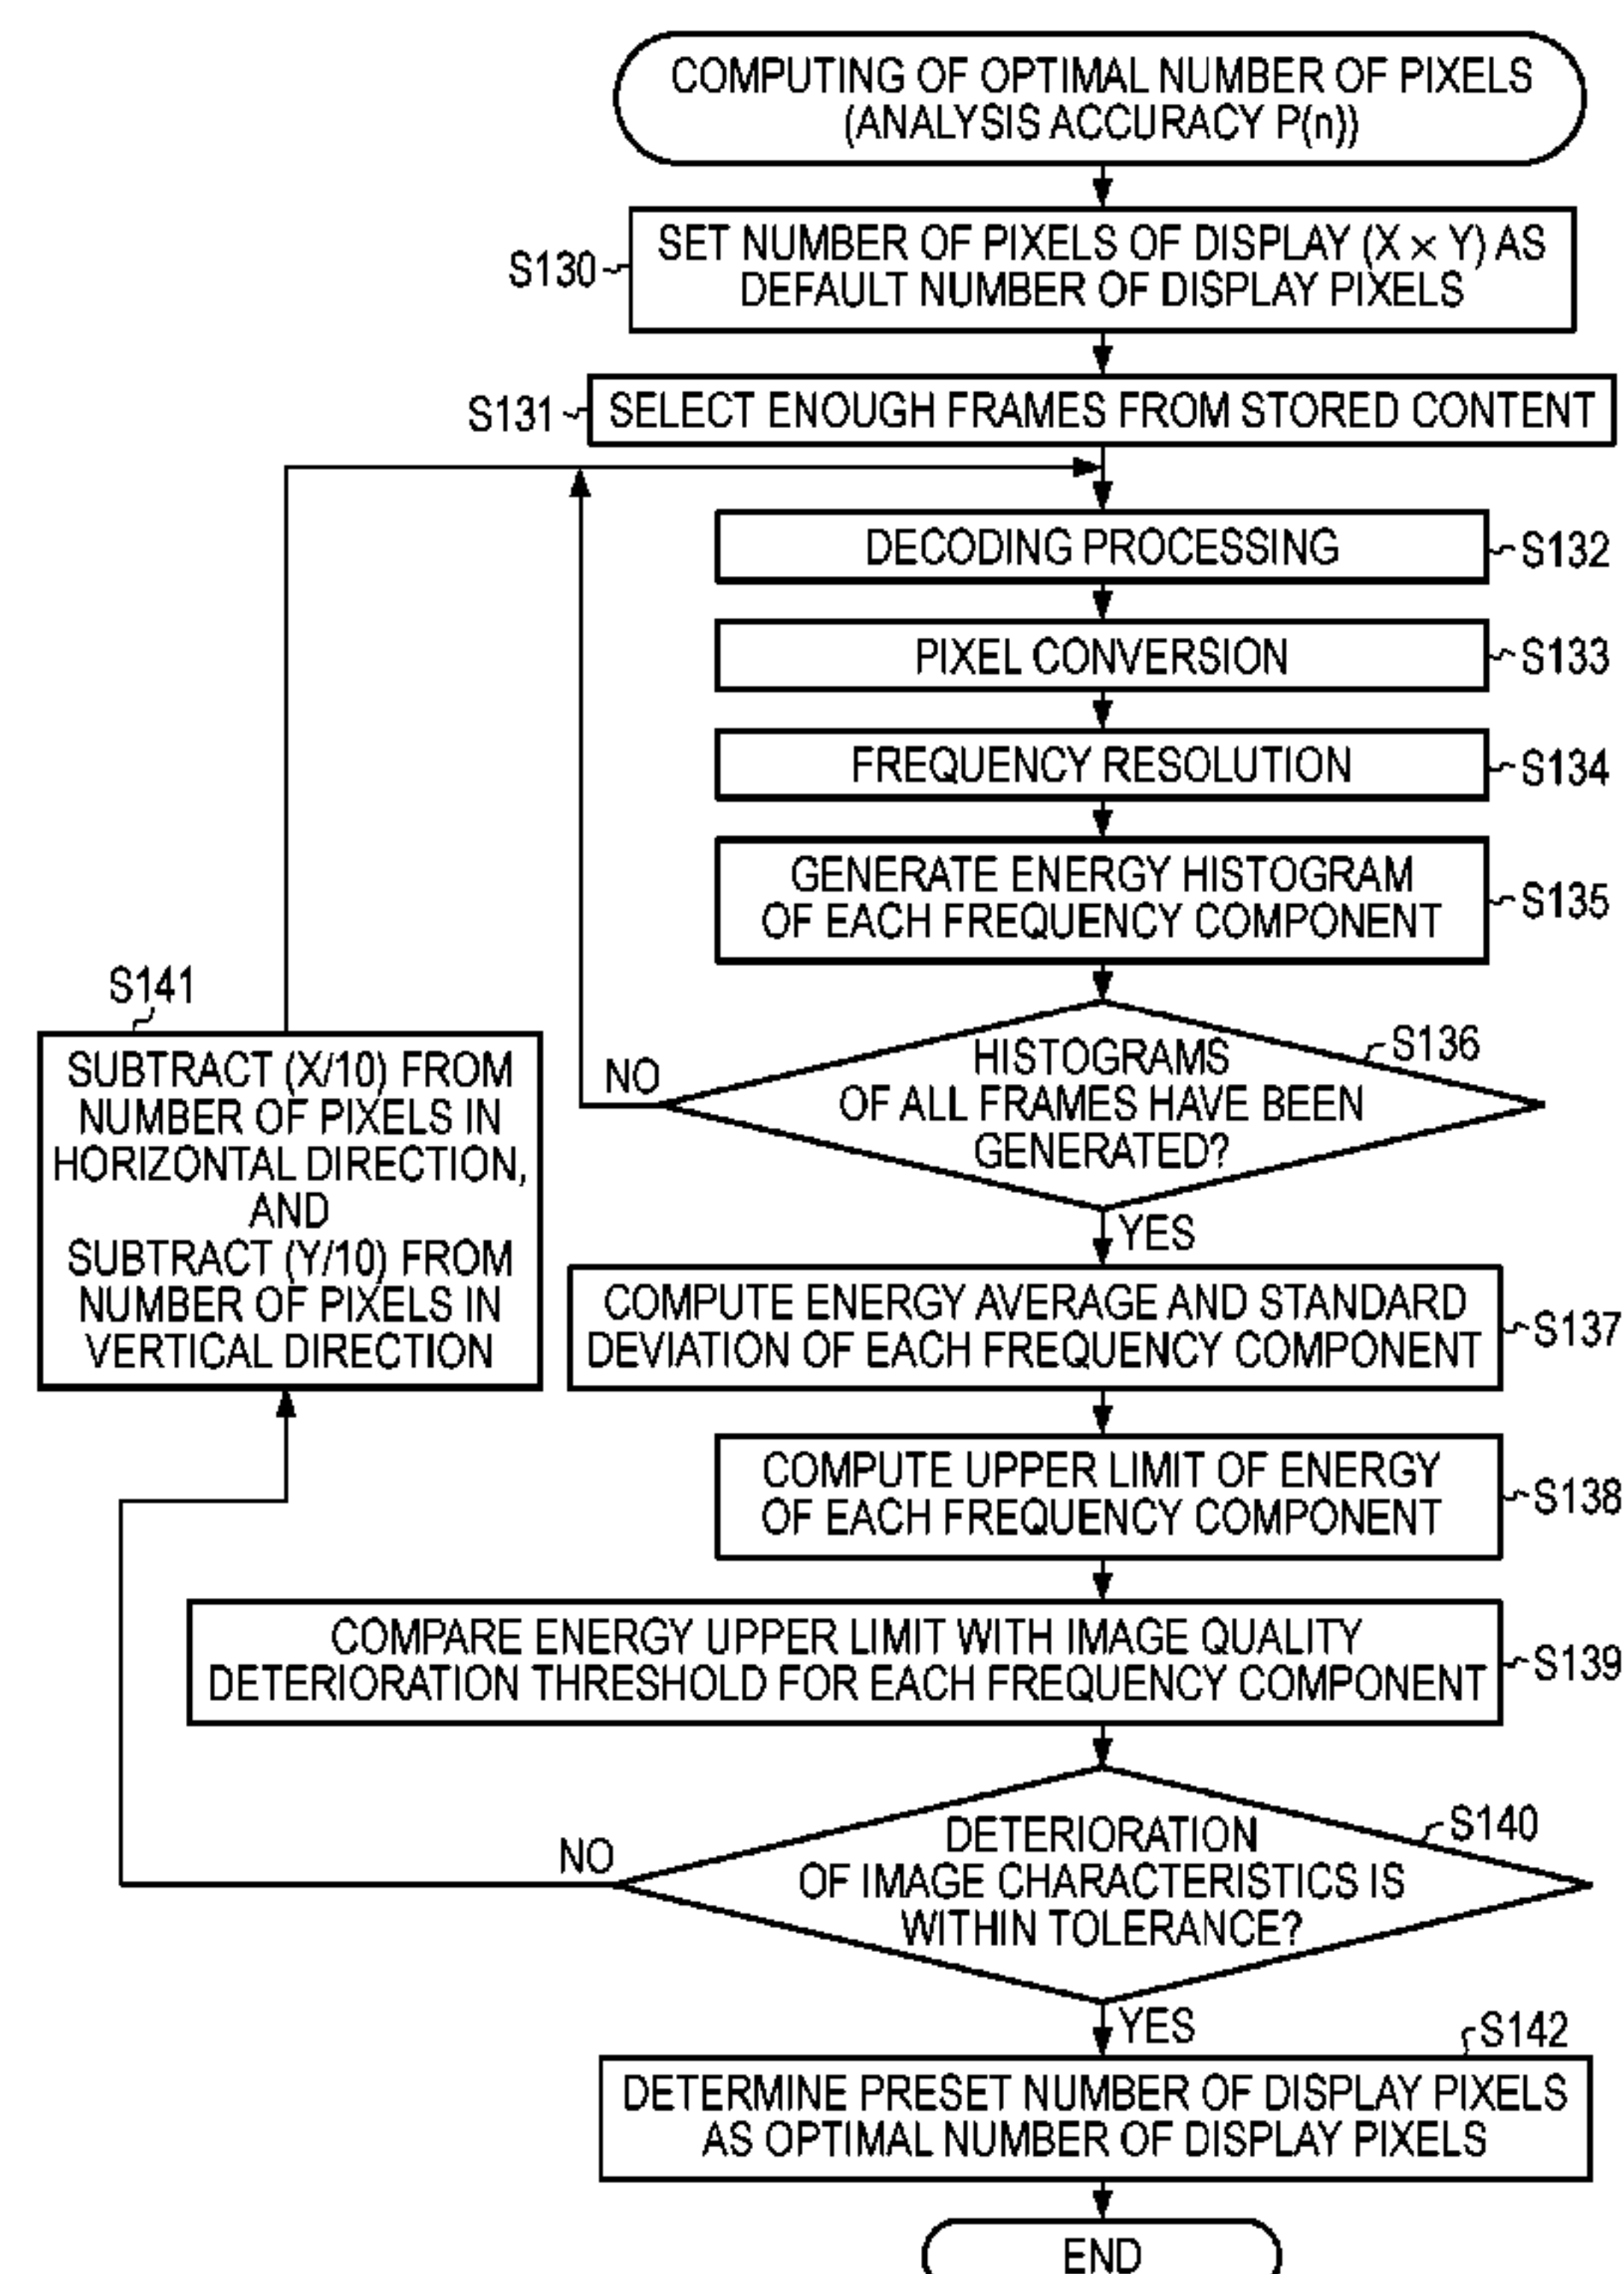 COMPUTING OF OPTIMAL NUMBER OF PIXELS
(ANALYSIS ACCURACY P(n))
S130
SET NUMBER OF PIXELS OF DISPLAY (X × Y) AS
DEFAULT NUMBER OF DISPLAY PIXELS
S131
SELECT ENOUGH FRAMES FROM STORED CONTENT
DECODING PROCESSING
S132
PIXEL CONVERSION
S133
FREQUENCY RESOLUTION
S134
GENERATE ENERGY HISTOGRAM
OF EACH FREQUENCY COMPONENT
S135
S136
HISTOGRAMS
OF ALL FRAMES HAVE BEEN
GENERATED?
NO
YES
S141
SUBTRACT (X/10) FROM
NUMBER OF PIXELS IN
HORIZONTAL DIRECTION,
AND
SUBTRACT (Y/10) FROM
NUMBER OF PIXELS IN
VERTICAL DIRECTION
COMPUTE ENERGY AVERAGE AND STANDARD
DEVIATION OF EACH FREQUENCY COMPONENT
S137
COMPUTE UPPER LIMIT OF ENERGY
OF EACH FREQUENCY COMPONENT
S138
COMPARE ENERGY UPPER LIMIT WITH IMAGE QUALITY
DETERIORATION THRESHOLD FOR EACH FREQUENCY COMPONENT
S139
S140
DETERIORATION
OF IMAGE CHARACTERISTICS IS
WITHIN TOLERANCE?
NO
YES
S142
DETERMINE PRESET NUMBER OF DISPLAY PIXELS
AS OPTIMAL NUMBER OF DISPLAY PIXELS
END